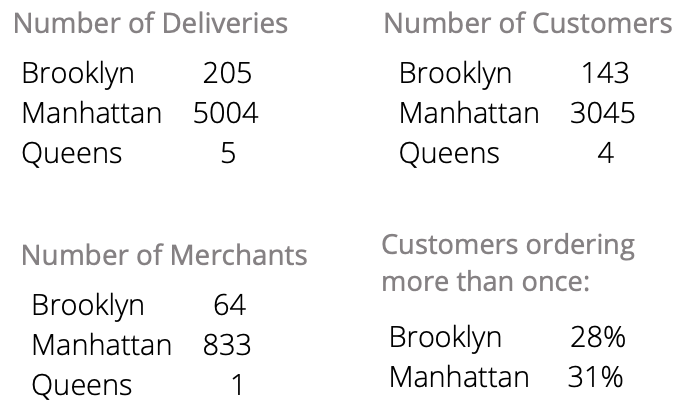 Number of Deliveries
Brooklyn 205
Manhattan 5004
Queens 5
Number of Customers
Brooklyn 143
Manhattan 3045
Queens 4
Number of Merchants
Brooklyn 64
Manhattan 833
Queens 1
Customers ordering
more than once:
Brooklyn 28%
Manhattan 31%